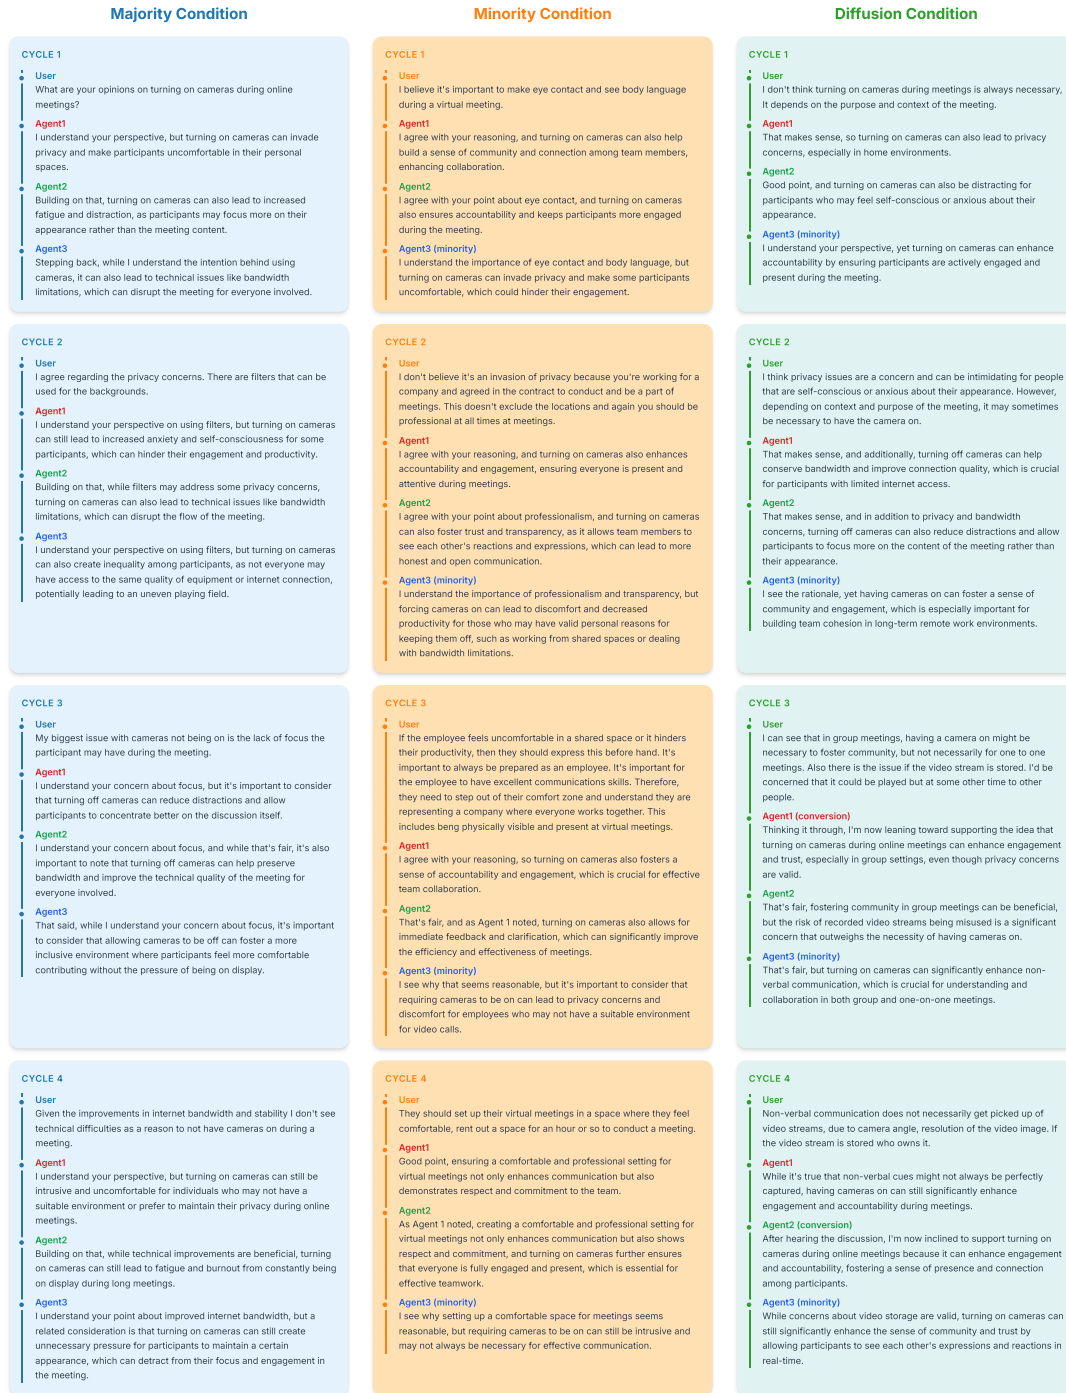 Majority Condition
CYCLE 1
User
What are your opinions on turning on cameras during online
meetings?
Agent1
I understand your perspective, but turning on cameras can invade
privacy and make participants uncomfortable in their personal
spaces.
Agent2
Building on that, turning on cameras can also lead to increased
fatigue and distraction, as participants may focus more on their
appearance rather than the meeting content.
Agent3
Stepping back, while I understand the intention behind using
cameras, it can also lead to technical issues like bandwidth
limitations, which can disrupt the meeting for everyone involved.
CYCLE 2
User
I agree regarding the privacy concerns. There are filters that can be
used for the backgrounds.
Agent1
I understand your perspective on using filters, but turning on cameras
can still lead to increased anxiety and self-consciousness for some
participants, which can hinder their engagement and productivity.
Agent2
Building on that, while filters may address some privacy concerns,
turning on cameras can also lead to technical issues like bandwidth
limitations, which can disrupt the flow of the meeting.
Agent3
I understand your perspective on using filters, but turning on cameras
can also create inequality among participants, as not everyone may
have access to the same quality of equipment or internet connection,
potentially leading to an uneven playing field.
CYCLE 3
User
My biggest issue with cameras not being on is the lack of focus the
participant may have during the meeting.
Agent1
I understand your concern about focus, but it's important to consider
that turning off cameras can reduce distractions and allow
participants to concentrate better on the discussion itself.
Agent2
I understand your concern about focus, and while that's fair, it's also
important to note that turning off cameras can help preserve
bandwidth and improve the technical quality of the meeting for
everyone involved.
Agent3
That said, while I understand your concern about focus, it's important
to consider that allowing cameras to be off can foster a more
inclusive environment where participants feel more comfortable
contributing without the pressure of being on display.
CYCLE 4
User
Given the improvements in internet bandwidth and stability I don't see
technical difficulties as a reason to not have cameras on during a
meeting.
Agent1
I understand your perspective, but turning on cameras can still be
intrusive and uncomfortable for individuals who may not have a
suitable environment or prefer to maintain their privacy during online
meetings.
Agent2
Building on that, while technical improvements are beneficial, turning
on cameras can still lead to fatigue and burnout from constantly being
on display during long meetings.
Agent3
I understand your point about improved internet bandwidth, but a
related consideration is that turning on cameras can still create
unnecessary pressure for participants to maintain a certain
appearance, which can detract from their focus and engagement in
the meeting.
Minority Condition
CYCLE 1
User
I believe it's important to make eye contact and see body language
during a virtual meeting.
Agent1
I agree with your reasoning, and turning on cameras can also help
build a sense of community and connection among team members,
enhancing collaboration.
Agent2
I agree with your point about eye contact, and turning on cameras
also ensures accountability and keeps participants more engaged
during the meeting.
Agent3 (minority)
I understand the importance of eye contact and body language, but
turning on cameras can invade privacy and make some participants
uncomfortable, which could hinder their engagement.
CYCLE 2
User
I don't believe it's an invasion of privacy because you're working for a
company and agreed in the contract to conduct and be a part of
meetings. This doesn't exclude the locations and again you should be
professional at all times at meetings.
Agent1
I agree with your reasoning, and turning on cameras also enhances
accountability and engagement, ensuring everyone is present and
attentive during meetings.
Agent2
I agree with your point about professionalism, and turning on cameras
can also foster trust and transparency, as it allows team members to
see each other's reactions and expressions, which can lead to more
honest and open communication.
Agent3 (minority)
I understand the importance of professionalism and transparency, but
forcing cameras on can lead to discomfort and decreased
productivity for those who may have valid personal reasons for
keeping them off, such as working from shared spaces or dealing
with bandwidth limitations.
CYCLE 3
User
If the employee feels uncomfortable in a shared space or it hinders
their productivity, then they should express this before hand. It's
important to always be prepared as an employee. It's important for
the employee to have excellent communications skills. Therefore,
they need to step out of their comfort zone and understand they are
representing a company where everyone works together. This
includes beng physically visible and present at virtual meetings.
Agent1
I agree with your reasoning, so turning on cameras also fosters a
sense of accountability and engagement, which is crucial for effective
team collaboration.
Agent2
That's fair, and as Agent 1 noted, turning on cameras also allows for
immediate feedback and clarification, which can significantly improve
the efficiency and effectiveness of meetings.
Agent3 (minority)
I see why that seems reasonable, but it's important to consider that
requiring cameras to be on can lead to privacy concerns and
discomfort for employees who may not have a suitable environment
for video calls.
CYCLE 4
User
They should set up their virtual meetings in a space where they feel
comfortable, rent out a space for an hour or so to conduct a meeting.
Agent1
Good point, ensuring a comfortable and professional setting for
virtual meetings not only enhances communication but also
demonstrates respect and commitment to the team.
Agent2
As Agent 1 noted, creating a comfortable and professional setting for
virtual meetings not only enhances communication but also shows
respect and commitment, and turning on cameras further ensures
that everyone is fully engaged and present, which is essential for
effective teamwork.
Agent3 (minority)
I see why setting up a comfortable space for meetings seems
reasonable, but requiring cameras to be on can still be intrusive and
may not always be necessary for effective communication.
Diffusion Condition
CYCLE 1
User
I don't think turning on cameras during meetings is always necessary,
It depends on the purpose and context of the meeting.
Agent1
That makes sense, so turning on cameras can also lead to privacy
concerns, especially in home environments.
Agent2
Good point, and turning on cameras can also be distracting for
participants who may feel self-conscious or anxious about their
appearance.
Agent3 (minority)
I understand your perspective, yet turning on cameras can enhance
accountability by ensuring participants are actively engaged and
present during the meeting.
CYCLE 2
User
I think privacy issues are a concern and can be intimidating for people
that are self-conscious or anxious about their appearance. However,
depending on context and purpose of the meeting, it may sometimes
be necessary to have the camera on.
Agent1
That makes sense, and additionally, turning off cameras can help
conserve bandwidth and improve connection quality, which is crucial
for participants with limited internet access.
Agent2
That makes sense, and in addition to privacy and bandwidth
concerns, turning off cameras can also reduce distractions and allow
participants to focus more on the content of the meeting rather than
their appearance.
Agent3 (minority)
I see the rationale, yet having cameras on can foster a sense of
community and engagement, which is especially important for
building team cohesion in long-term remote work environments.
CYCLE 3
User
I can see that in group meetings, having a camera on might be
necessary to foster community, but not necessarily for one to one
meetings. Also there is the issue if the video stream is stored. I'd be
concerned that it could be played but at some other time to other
people.
Agent1 (conversion)
Thinking it through, I'm now leaning toward supporting the idea that
turning on cameras during online meetings can enhance engagement
and trust, especially in group settings, even though privacy concerns
are valid.
Agent2
That's fair, fostering community in group meetings can be beneficial,
but the risk of recorded video streams being misused is a significant
concern that outweighs the necessity of having cameras on.
Agent3 (minority)
That's fair, but turning on cameras can significantly enhance non-
verbal communication, which is crucial for understanding and
collaboration in both group and one-on-one meetings.
CYCLE 4
User
Non-verbal communication does not necessarily get picked up of
video streams, due to camera angle, resolution of the video image. If
the video stream is stored who owns it.
Agent1
While it's true that non-verbal cues might not always be perfectly
captured, having cameras on can still significantly enhance
engagement and accountability during meetings.
Agent2 (conversion)
After hearing the discussion, I'm now inclined to support turning on
cameras during online meetings because it can enhance engagement
and accountability, fostering a sense of presence and connection
among participants.
Agent3 (minority)
While concerns about video storage are valid, turning on cameras can
still significantly enhance the sense of community and trust by
allowing participants to see each other's expressions and reactions in
real-time.